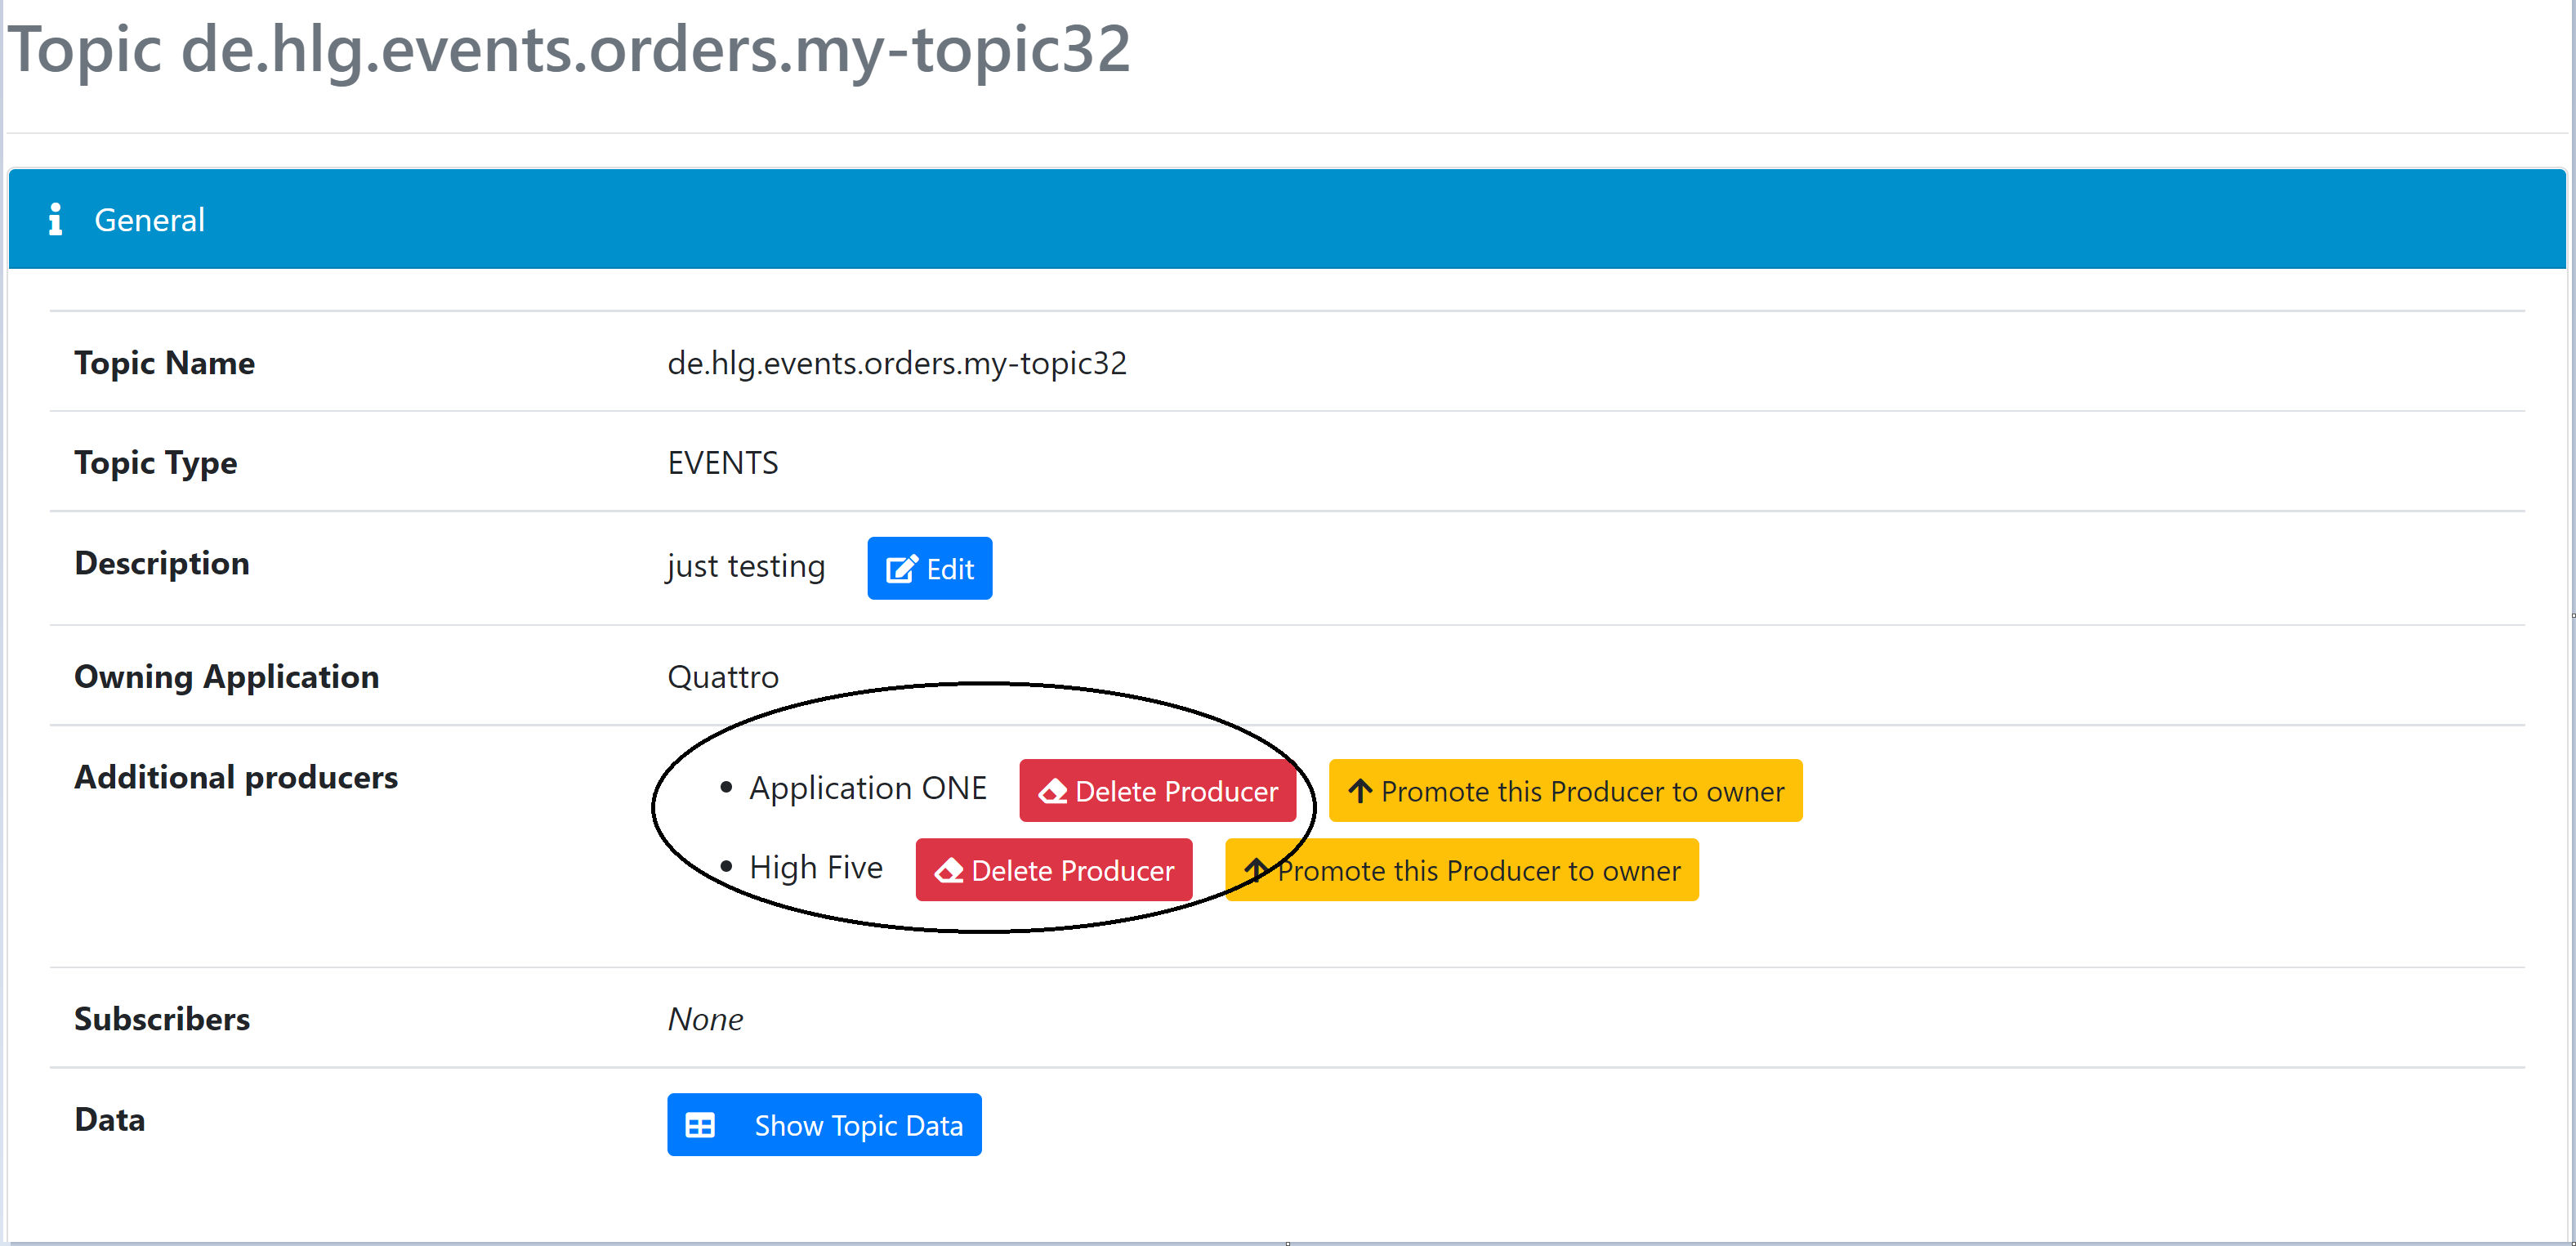 Topic de.hlg.events.orders.my-topic32
General
Topic Name de.hlg.events.orders.my-topic32
Topic Type EVENTS
Description just testing Edit
Owning Application Quattro
Additional producers • Application ONE Delete Producer Promote this Producer to owner
• High Five Delete Producer Promote this Producer to owner
Subscribers None
Data Show Topic Data